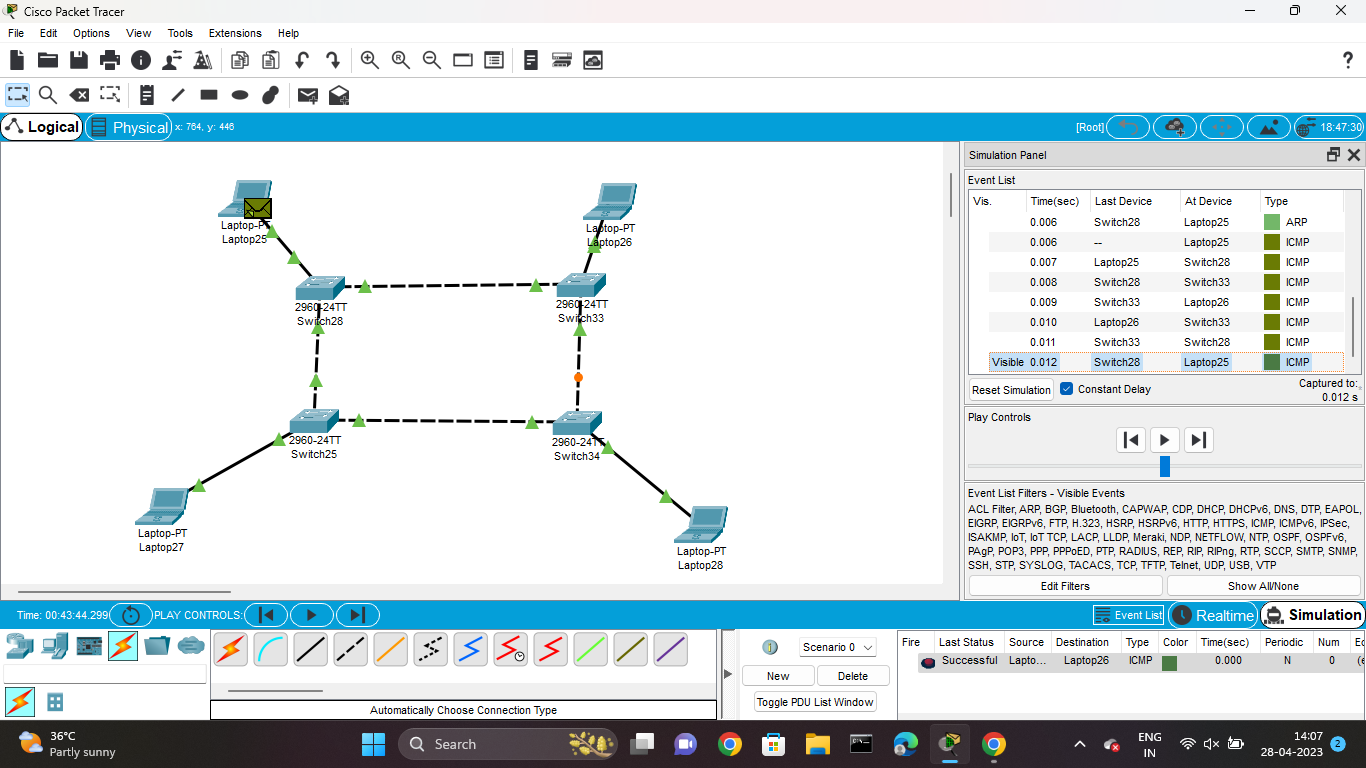 Cisco Packet Tracer
File Edit Options View Tools Extensions Help
?
Logical Physical x: 764, y: 446 [Root] 18:47:30
Simulation Panel
Event List
Vis. Time(sec) Last Device At Device Type
0.006 Switch28 Laptop25 ARP
0.006 -- Laptop25 ICMP
0.007 Laptop25 Switch28 ICMP
0.008 Switch28 Switch33 ICMP
0.009 Switch33 Laptop26 ICMP
0.010 Laptop26 Switch33 ICMP
0.011 Switch33 Switch28 ICMP
Visible 0.012 Switch28 Laptop25 ICMP
Reset Simulation Constant Delay Captured to:
0.012 s
Play Controls
Event List Filters - Visible Events
ACL Filter, ARP, BGP, Bluetooth, CAPWAP, CDP, DHCP, DHCPv6, DNS, DTP, EAPOL,
EIGRP, EIGRPv6, FTP, H.323, HSRP, HSRPv6, HTTP, HTTPS, ICMP, ICMPv6, IPSec,
ISAKMP, IoT, IoT TCP, LACP, LLDP, Meraki, NDP, NETFLOW, NTP, OSPF, OSPFv6,
PAgP, POP3, PPP, PPPoED, PTP, RADIUS, REP, RIP, RIPng, RTP, SCCP, SMTP, SNMP,
SSH, STP, SYSLOG, TACACS, TCP, TFTP, Telnet, UDP, USB, VTP
Edit Filters Show All/None
Laptop-PT
Laptop25
Laptop-PT
Laptop26
2960-24TT
Switch28
2960-24TT
Switch33
2960-24TT
Switch25
2960-24TT
Switch34
Laptop-PT
Laptop27
Laptop-PT
Laptop28
Time: 00:43:44.299 PLAY CONTROLS: Event List Realtime Simulation
Automatically Choose Connection Type
Scenario 0
New Delete
Toggle PDU List Window
Fire Last Status Source Destination Type Color Time(sec) Periodic Num Ed
Successful Lapto... Laptop26 ICMP 0.000 N 0 (e
36°C
Partly sunny
Search
ENG
IN
14:07
28-04-2023
2